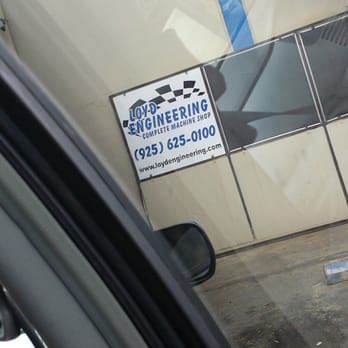 LOYD
ENGINEERING
COMPLETE MACHINE SHOP
(925) 625-0100
www.loydengineering.com